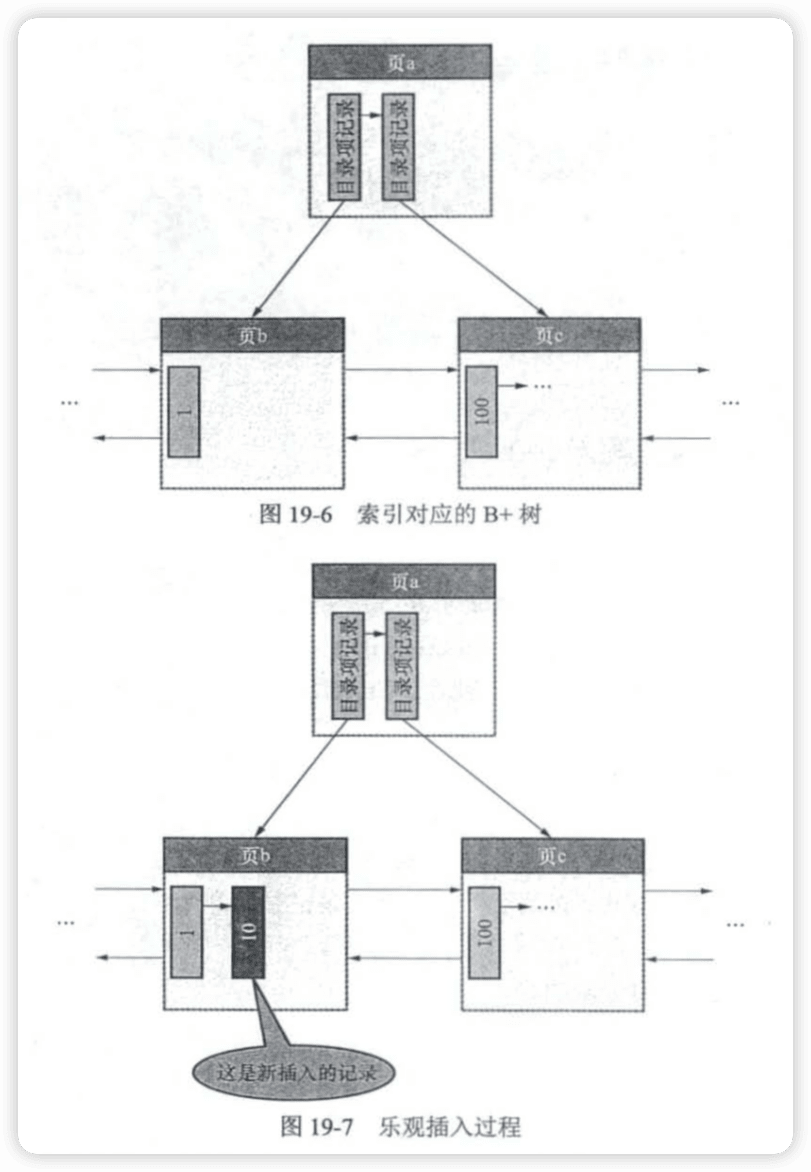 页a
目录项记录 目录项记录
页b 页c
1 100 ...
... ...
图 19-6 索引对应的 B+ 树
页a
目录项记录 目录项记录
页b 页c
1 10 100 ...
... ...
这是新插入的记录
图 19-7 乐观插入过程